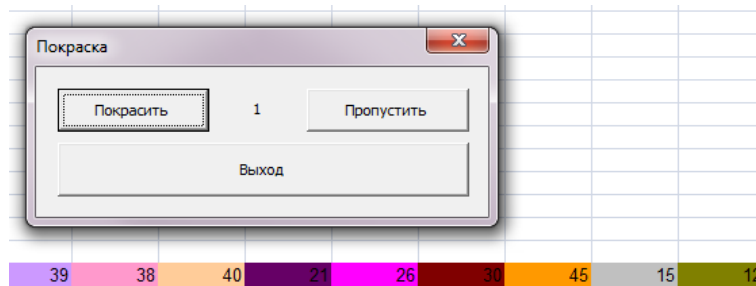 Покраска
Покрасить 1 Пропустить
Выход
39 38 40 21 26 30 45 15 12